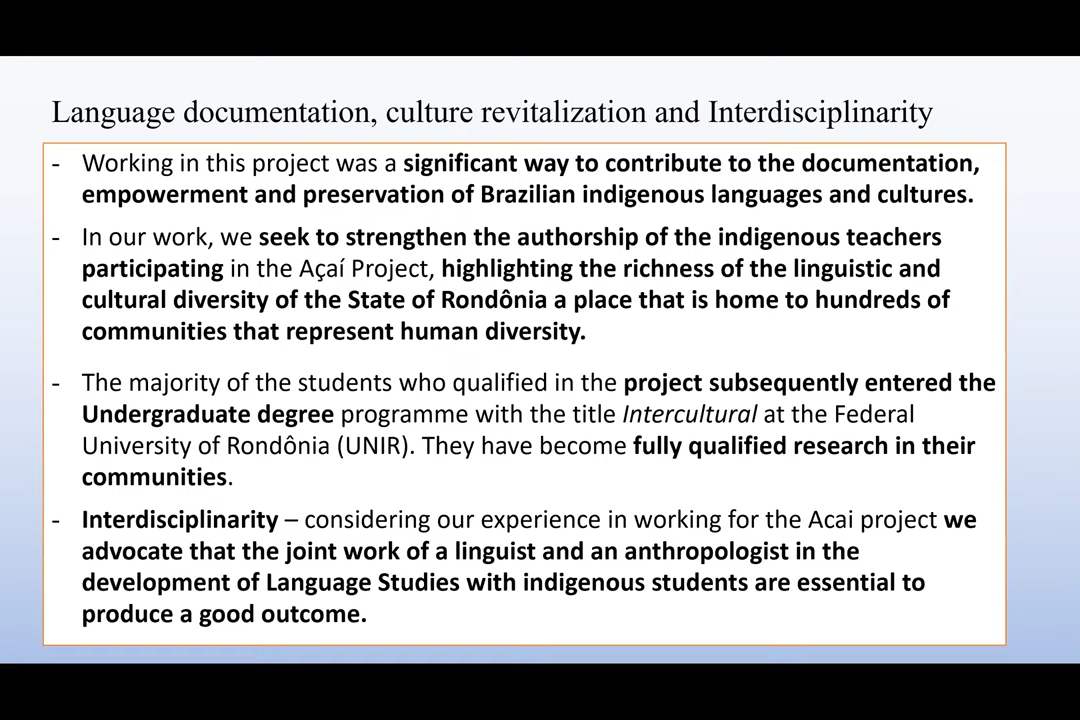 Language documentation, culture revitalization and Interdisciplinarity
- Working in this project was a significant way to contribute to the documentation,
empowerment and preservation of Brazilian indigenous languages and cultures.
- In our work, we seek to strengthen the authorship of the indigenous teachers
participating in the Açaí Project, highlighting the richness of the linguistic and
cultural diversity of the State of Rondônia a place that is home to hundreds of
communities that represent human diversity.
- The majority of the students who qualified in the project subsequently entered the
Undergraduate degree programme with the title Intercultural at the Federal
University of Rondônia (UNIR). They have become fully qualified research in their
communities.
- Interdisciplinarity – considering our experience in working for the Acai project we
advocate that the joint work of a linguist and an anthropologist in the
development of Language Studies with indigenous students are essential to
produce a good outcome.